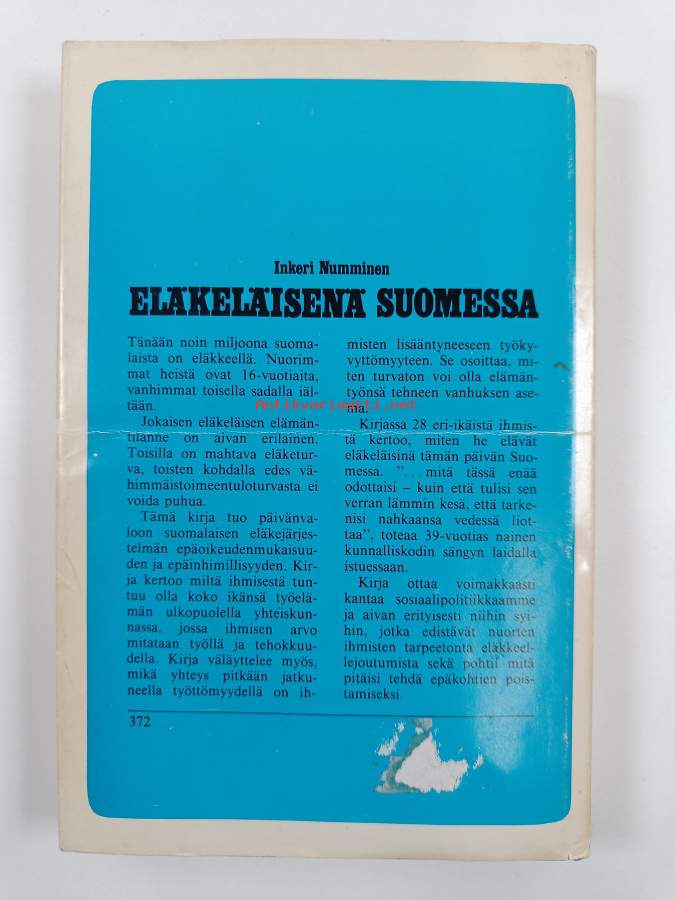 Inkeri Numminen
ELÄKELÄISENÄ SUOMESSA
Tänään noin miljoona suoma-
laista on eläkkeellä. Nuorim-
mat heistä ovat 16-vuotiaita,
vanhimmat toisella sadalla iäl-
tään.
Jokaisen eläkeläisen elämän-
tilanne on aivan erilainen.
Toisilla on mahtava eläketur-
va, toisten kohdalla edes vä-
himmäistoimeentuloturvasta ei
voida puhua.
Tämä kirja tuo päivänva-
loon suomalaisen eläkejärjes-
telmän epäoikeudenmukaisuu-
den ja epäinhimillisyyden. Kir-
ja kertoo miltä ihmisestä tun-
tuu olla koko ikänsä työelä-
män ulkopuolella yhteiskun-
nassa, jossa ihmisen arvo
mitataan työllä ja tehokkuu-
della. Kirja väläyttelee myös,
mikä yhteys pitkään jatku-
neella työttömyydellä on ih-
misten lisääntyneeseen työky-
vyttömyyteen. Se osoittaa, mi-
ten turvaton voi olla elämän-
työnsä tehneen vanhuksen ase-
ma.
Kirjassa 28 eri-ikäistä ihmis-
tä kertoo, miten he elävät
eläkeläisinä tämän päivän Suo-
messa. ”...mitä tässä enää
odottaisi – kuin että tulisi sen
verran lämmin kesä, että tarke-
nisi nahkaansa vedessä liot-
taa”, toteaa 39-vuotias nainen
kunnalliskodin sängyn laidalla
istuessaan.
Kirja ottaa voimakkaasti
kantaa sosiaalipolitiikkaamme
ja aivan erityisesti niihin syi-
hin, jotka edistävät nuorten
ihmisten tarpeetonta eläkkeel-
lejoutumista sekä pohtii mitä
pitäisi tehdä epäkohtien pois-
tamiseksi.
372
Antikvariaatti.net